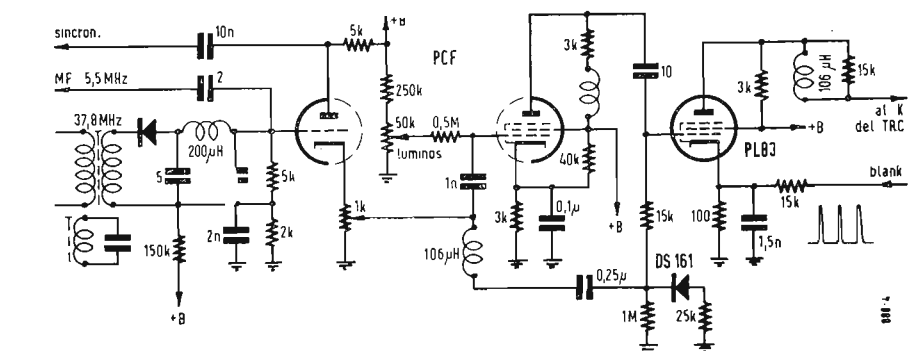 sincron.
10n
5k
+B
PCF
MF 5,5 MHz
2
250k
3k
10
3k
106 µH
15k
37,8MHz
50k
0,5M
luminos
al K
del TRC
200µH
+B
5
5k
1n
40k
PL83
blank
1k
3k
0,1µ
15k
100
15k
+B
150k
2n
2k
106µH
0,25µ
DS 161
1,5n
+B
1M
25k